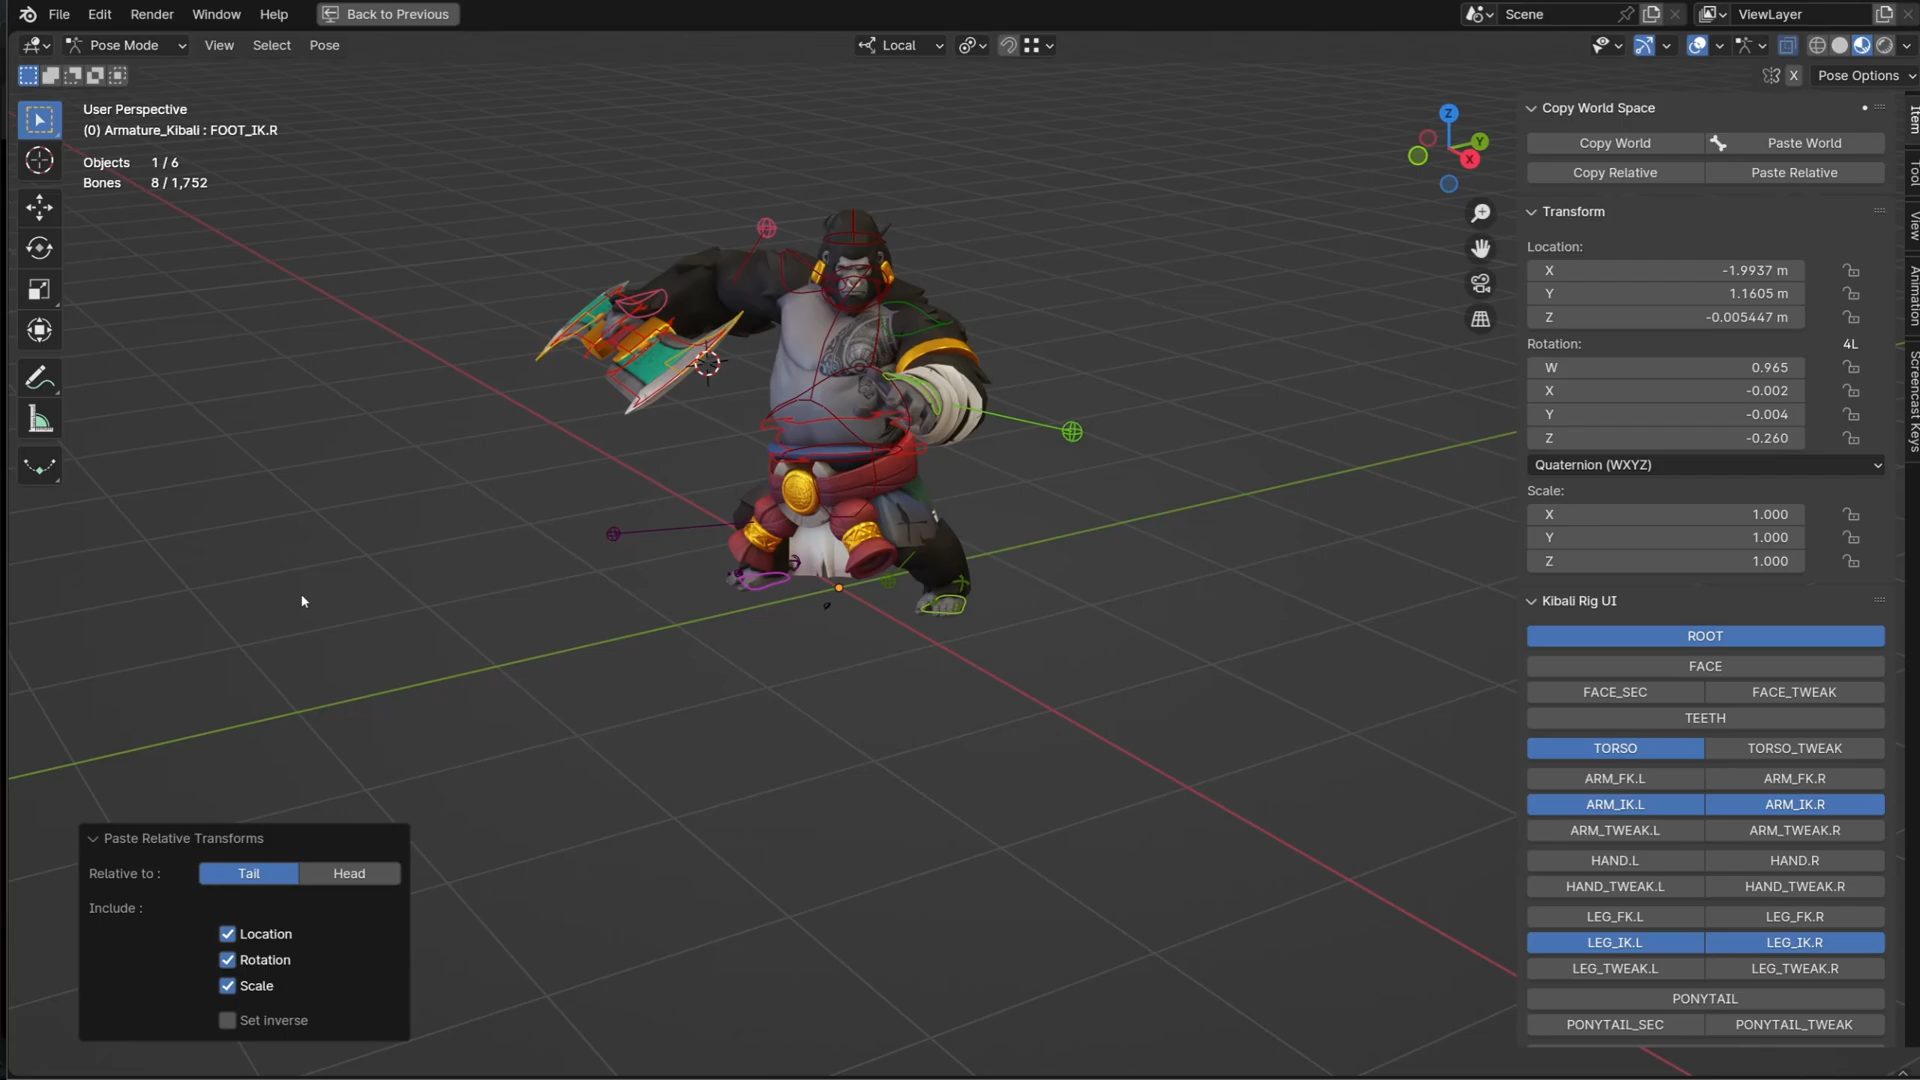 File Edit Render Window Help Back to Previous Scene ViewLayer
Pose Mode View Select Pose Local
X Pose Options
User Perspective
(0) Armature_Kibali : FOOT_IK.R
Objects 1 / 6
Bones 8 / 1,752
Z
Y
X
Copy World Space
Copy World Paste World
Copy Relative Paste Relative
Transform
Location:
X -1.9937 m
Y 1.1605 m
Z -0.005447 m
Rotation: 4L
W 0.965
X -0.002
Y -0.004
Z -0.260
Quaternion (WXYZ)
Scale:
X 1.000
Y 1.000
Z 1.000
Kibali Rig UI
ROOT
FACE
FACE_SEC FACE_TWEAK
TEETH
TORSO TORSO_TWEAK
ARM_FK.L ARM_FK.R
ARM_IK.L ARM_IK.R
ARM_TWEAK.L ARM_TWEAK.R
HAND.L HAND.R
HAND_TWEAK.L HAND_TWEAK.R
LEG_FK.L LEG_FK.R
LEG_IK.L LEG_IK.R
LEG_TWEAK.L LEG_TWEAK.R
PONYTAIL
PONYTAIL_SEC PONYTAIL_TWEAK
Item
Tool
View
Animation
Screencast Keys
Paste Relative Transforms
Relative to : Tail Head
Include :
Location
Rotation
Scale
Set inverse